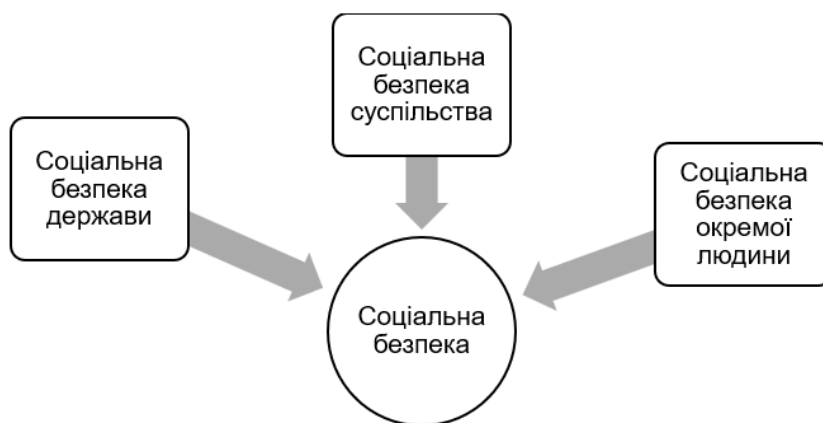 Соціальна
безпека
суспільства
Соціальна
безпека
держави
Соціальна
безпека
окремої
людини
Соціальна
безпека